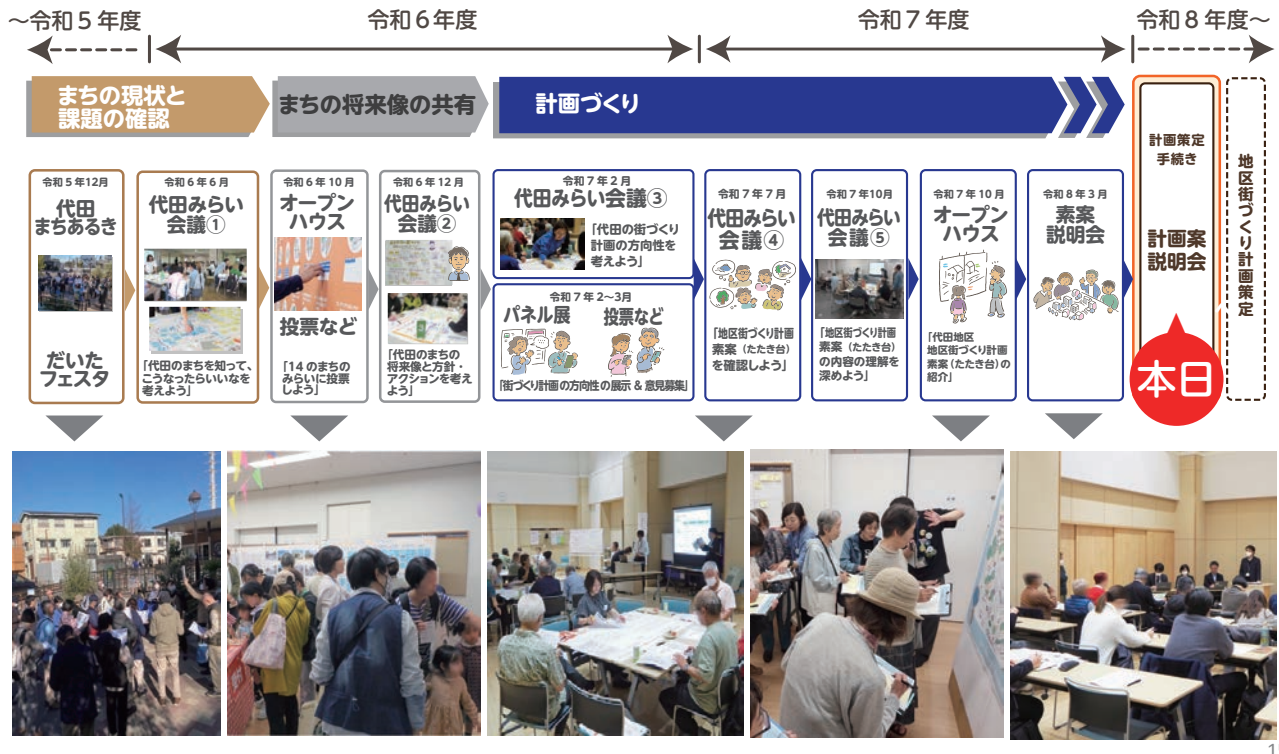 ～令和５年度
令和６年度
令和７年度
令和８年度～
まちの現状と
課題の確認
まちの将来像の共有
計画づくり
令和５年12月
代田
まちあるき
だいた
フェスタ
令和６年６月
代田みらい
会議①
「代田のまちを知って、
こうなったらいいなを
考えよう」
令和６年10月
オープン
ハウス
投票など
「14のまちの
みらいに投票
しよう」
令和６年12月
代田みらい
会議②
「代田のまちの
将来像と方針・
アクションを考え
よう」
令和７年２月
代田みらい会議③
「代田の街づくり
計画の方向性を
考えよう」
令和７年２～３月
パネル展
投票など
「街づくり計画の方向性の展示 & 意見募集」
令和７年７月
代田みらい
会議④
「地区街づくり計画
素案（たたき台）
を確認しよう」
令和７年10月
代田みらい
会議⑤
「地区街づくり計画
素案（たたき台）
の内容の理解を
深めよう」
令和７年10月
オープン
ハウス
「代田地区
地区街づくり計画
素案（たたき台）の
紹介」
令和８年３月
素案
説明会
計画策定
手続き
計画案
説明会
本日
地区街づくり計画策定
1